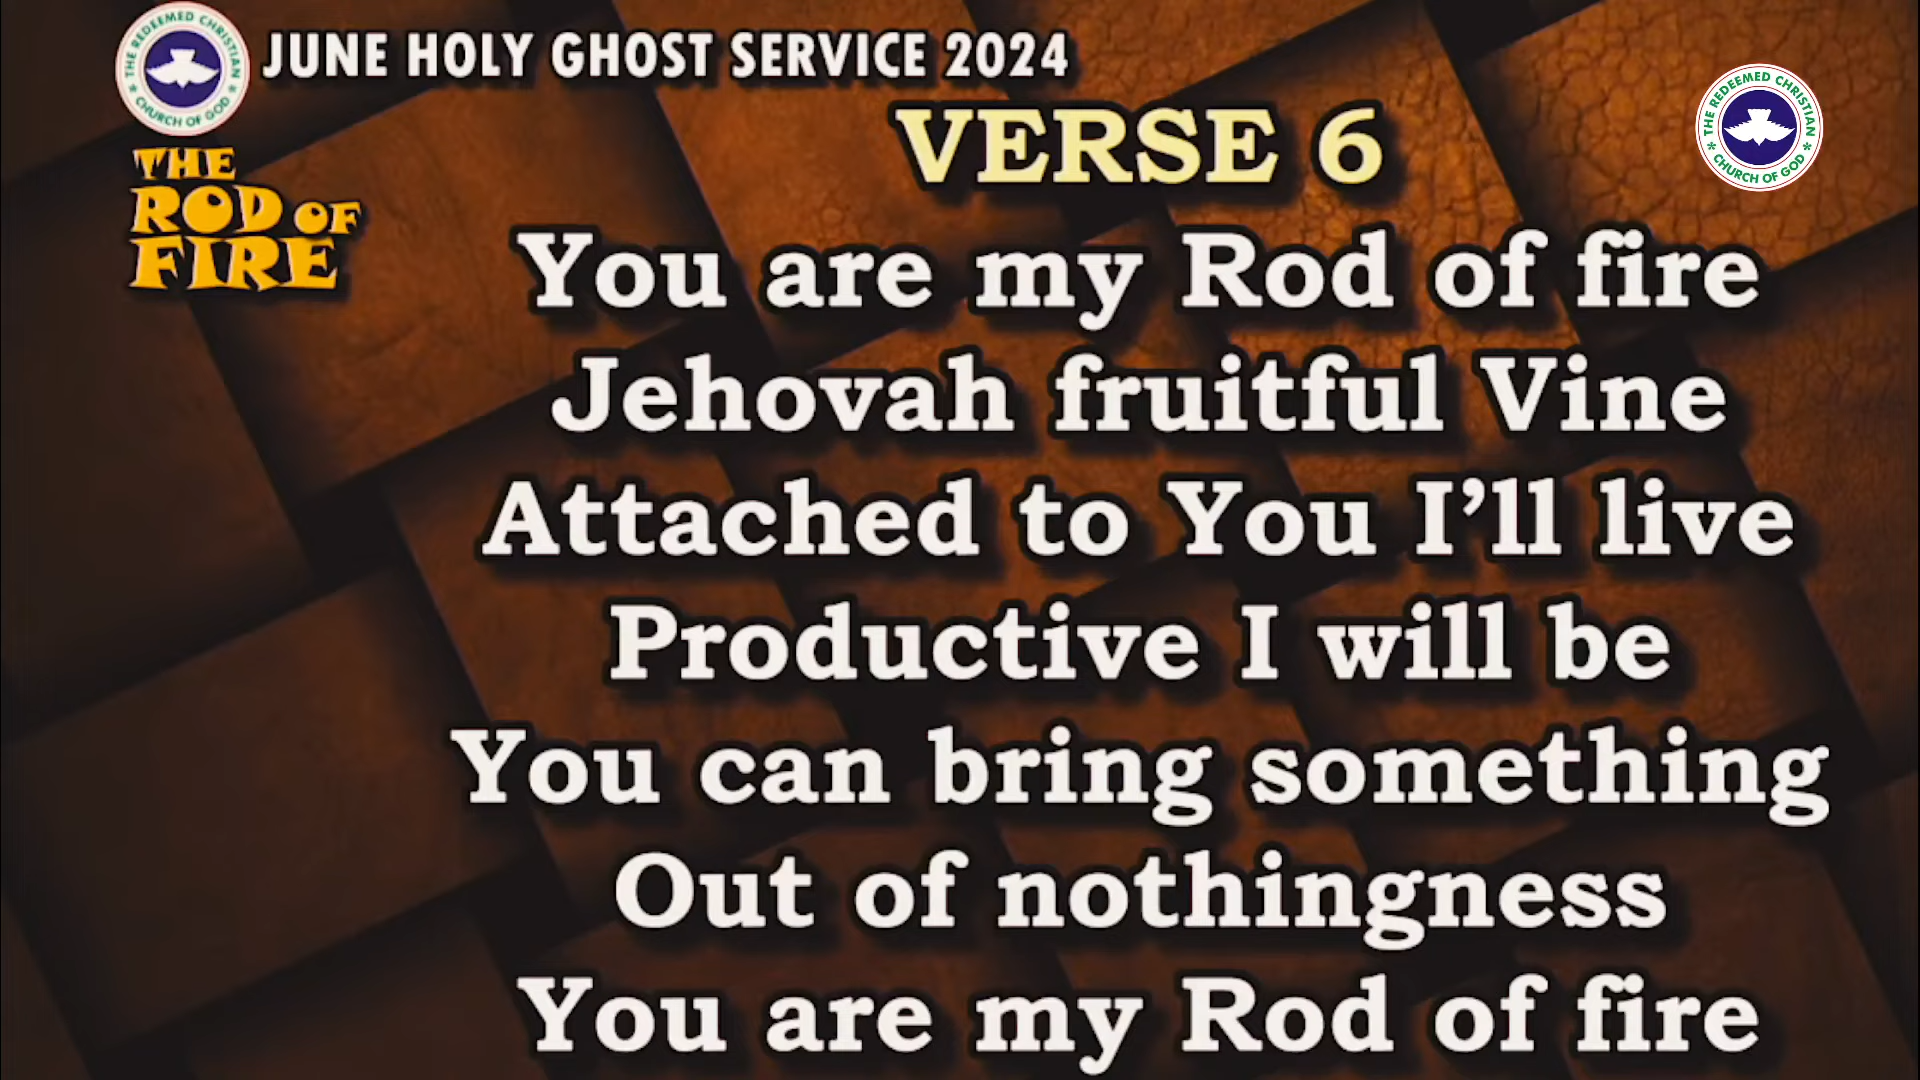 THE REDEEMED CHRISTIAN
CHURCH OF GOD
JUNE HOLY GHOST SERVICE 2024
THE
ROD OF
FIRE
THE REDEEMED CHRISTIAN
CHURCH OF GOD
VERSE 6
You are my Rod of fire
Jehovah fruitful Vine
Attached to You I’ll live
Productive I will be
You can bring something
Out of nothingness
You are my Rod of fire